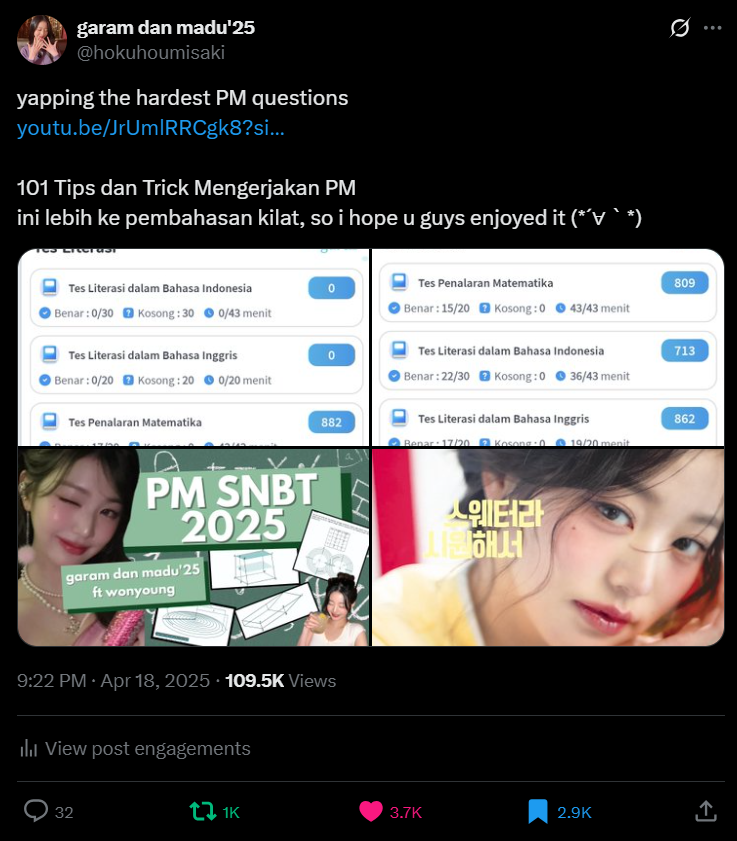 garam dan madu'25
@hokuhoumisaki
yapping the hardest PM questions
youtu.be/JrUmlRRCgk8?si...
101 Tips dan Trick Mengerjakan PM
ini lebih ke pembahasan kilat, so i hope u guys enjoyed it (*´∀｀*)
Tes Literasi
Tes Literasi dalam Bahasa Indonesia
0
Benar : 0/30 Kosong : 30 0/43 menit
Tes Literasi dalam Bahasa Inggris
0
Benar : 0/20 Kosong : 20 0/20 menit
Tes Penalaran Matematika
882
Benar : 17/20 Kosong : 0 43/43 menit
Tes Penalaran Matematika
809
Benar : 15/20 Kosong : 0 43/43 menit
Tes Literasi dalam Bahasa Indonesia
713
Benar : 22/30 Kosong : 0 36/43 menit
Tes Literasi dalam Bahasa Inggris
862
Benar : 17/20 Kosong : 0 19/20 menit
PM SNBT
2025
garam dan madu'25
ft wonyoung
스웨터라
시원해서
9:22 PM · Apr 18, 2025 · 109.5K Views
View post engagements
32
1K
3.7K
2.9K